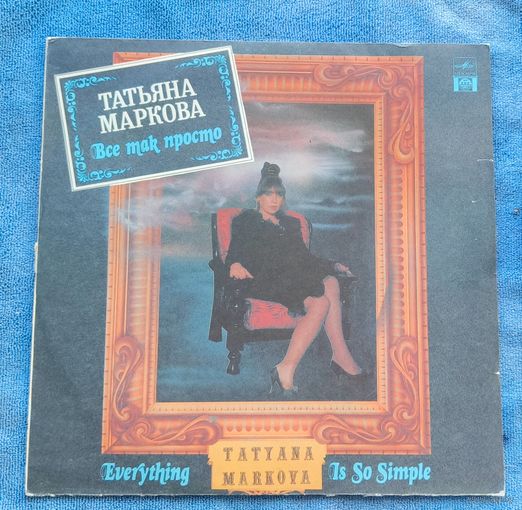 ТАТЬЯНА
МАРКОВА
Все так просто
TATYANA
MARKOVA
Everything Is So Simple